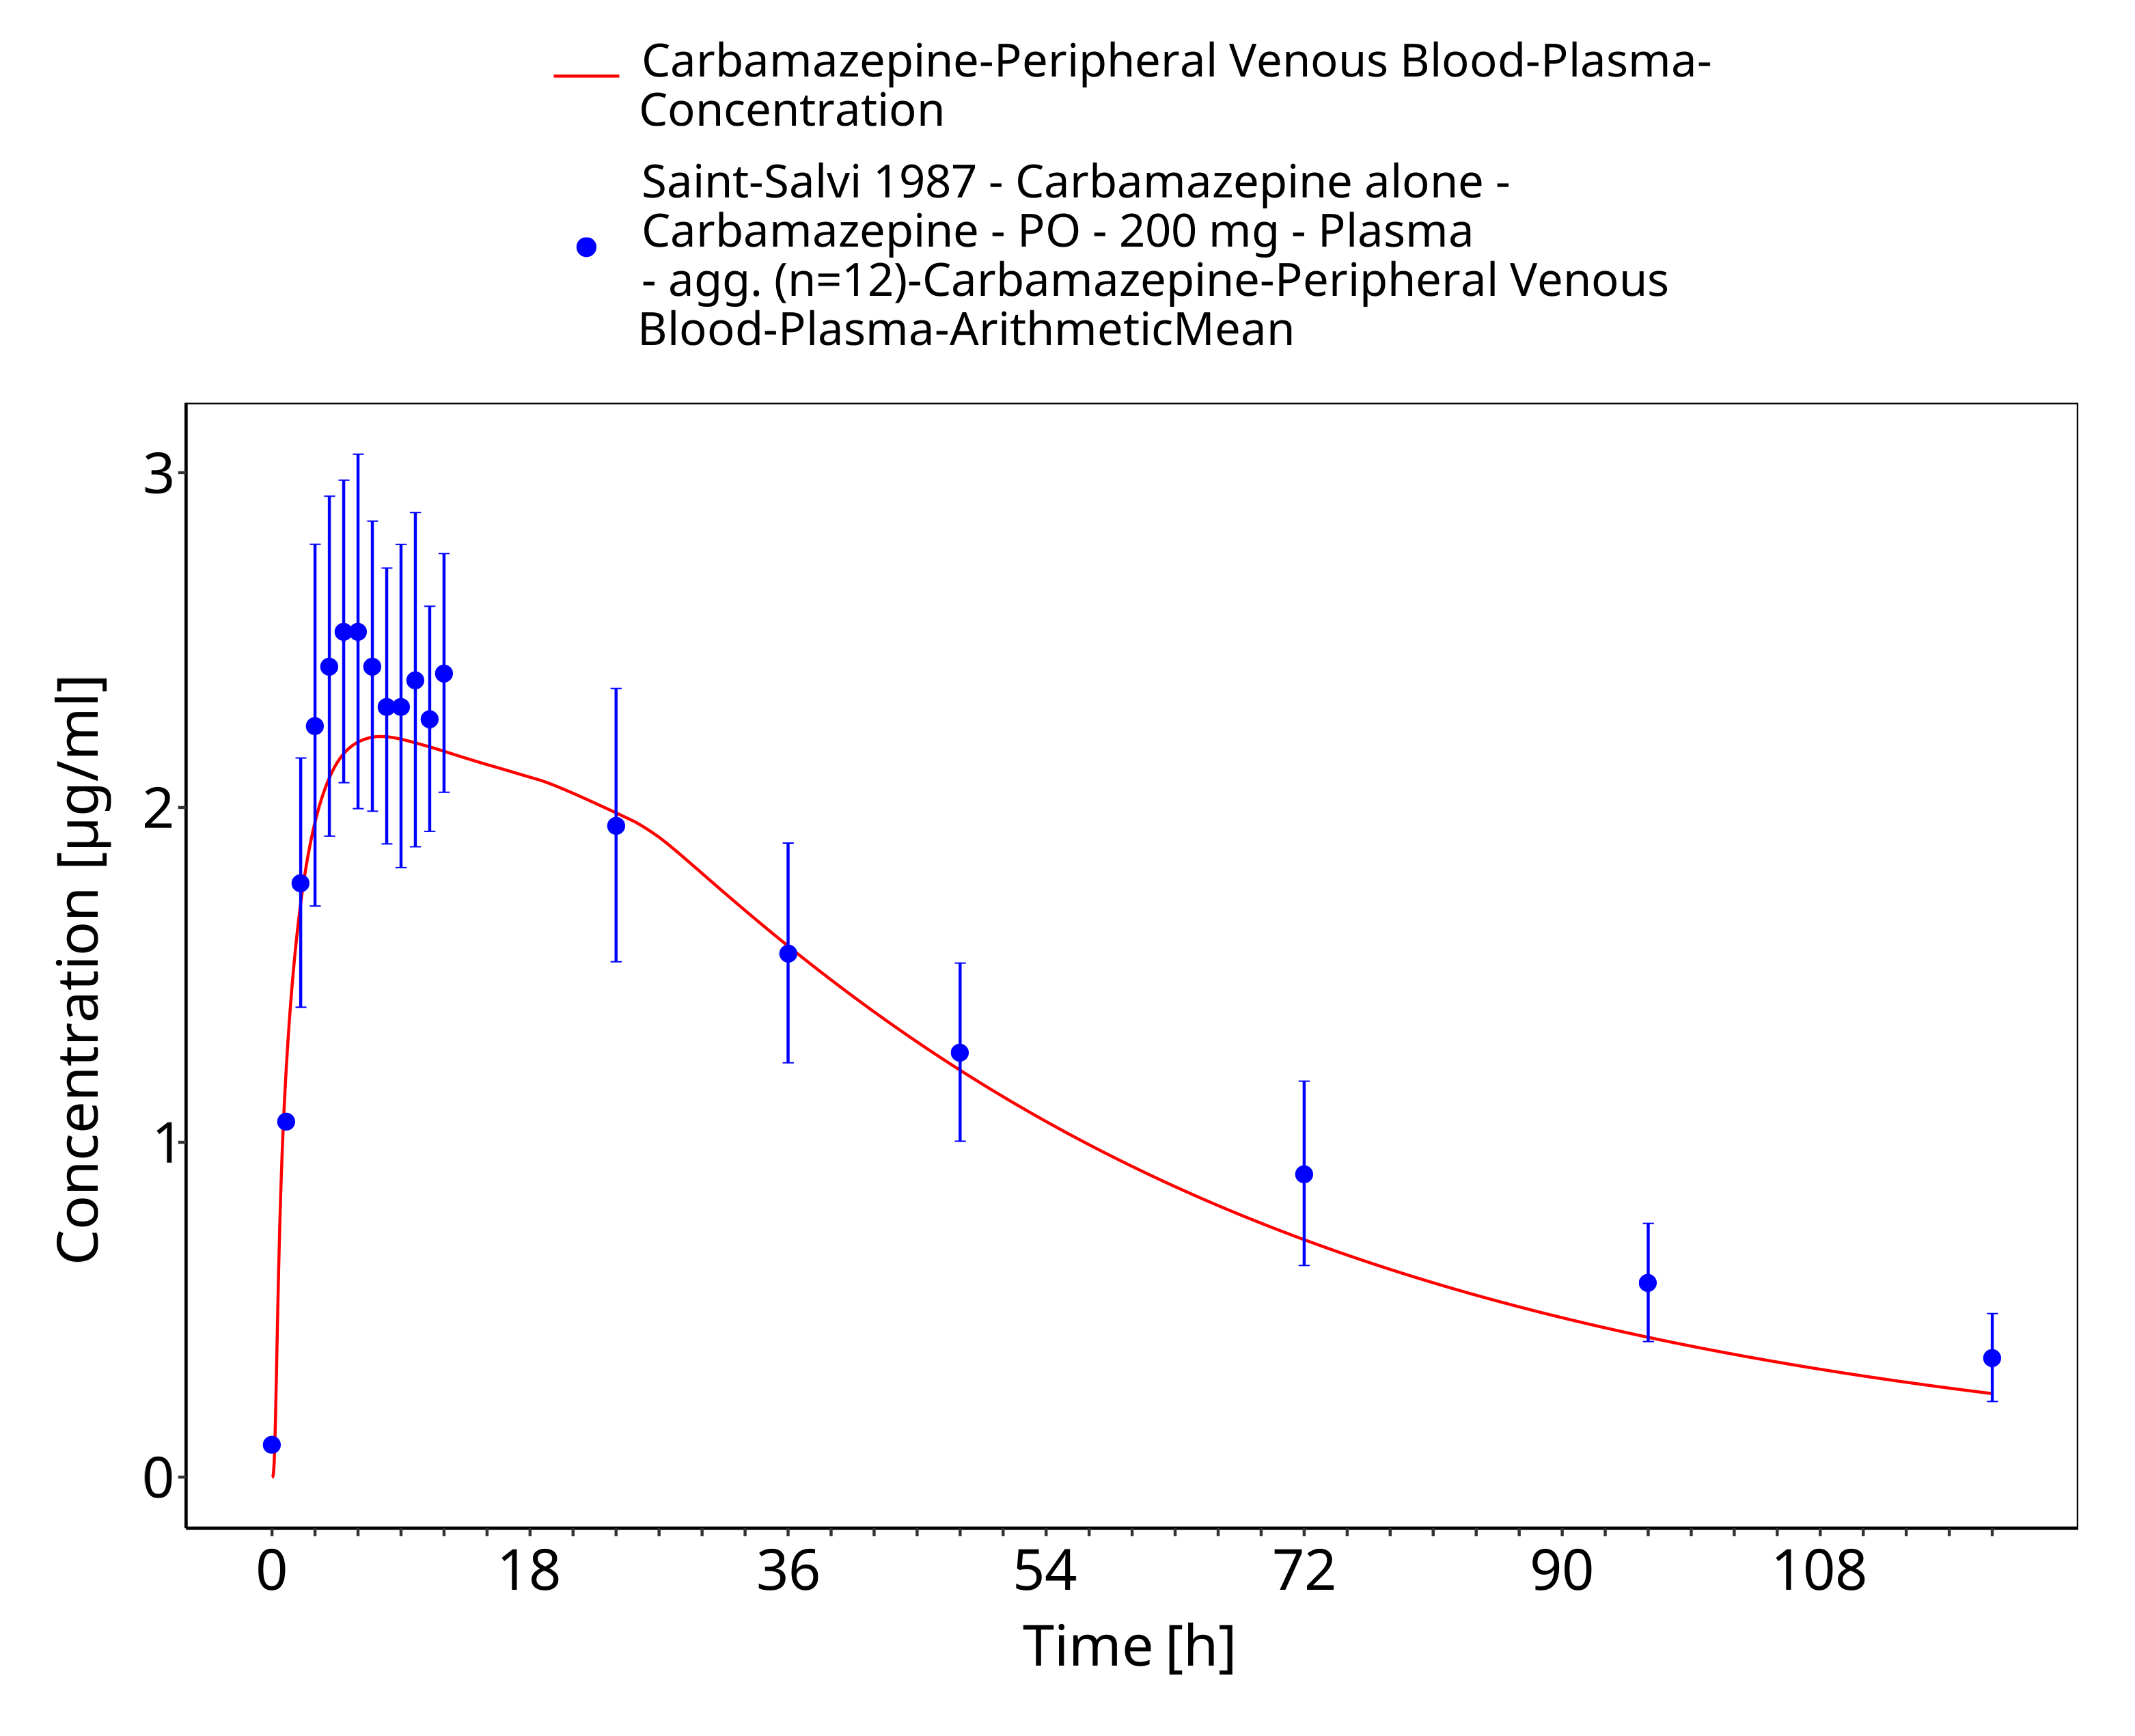 Carbamazepine-Peripheral Venous Blood-Plasma-
Concentration
Saint-Salvi 1987 - Carbamazepine alone -
Carbamazepine - PO - 200 mg - Plasma
- agg. (n=12)-Carbamazepine-Peripheral Venous
Blood-Plasma-ArithmeticMean
Concentration [µg/ml]
3
2
1
0
0 18 36 54 72 90 108
Time [h]